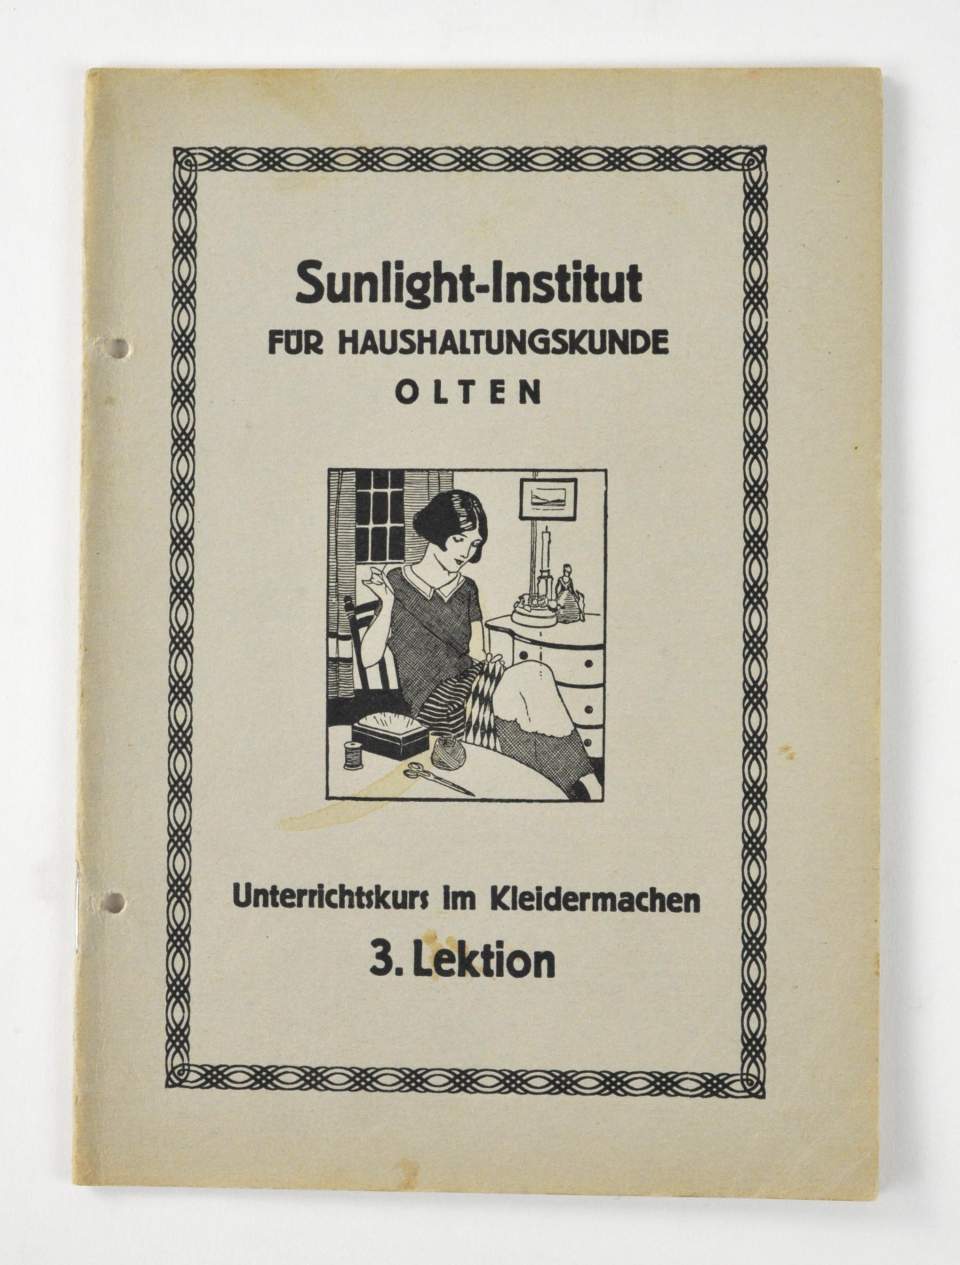 Sunlight-Institut
FÜR HAUSHALTUNGSKUNDE
OLTEN
Unterrichtskurs im Kleidermachen
3. Lektion